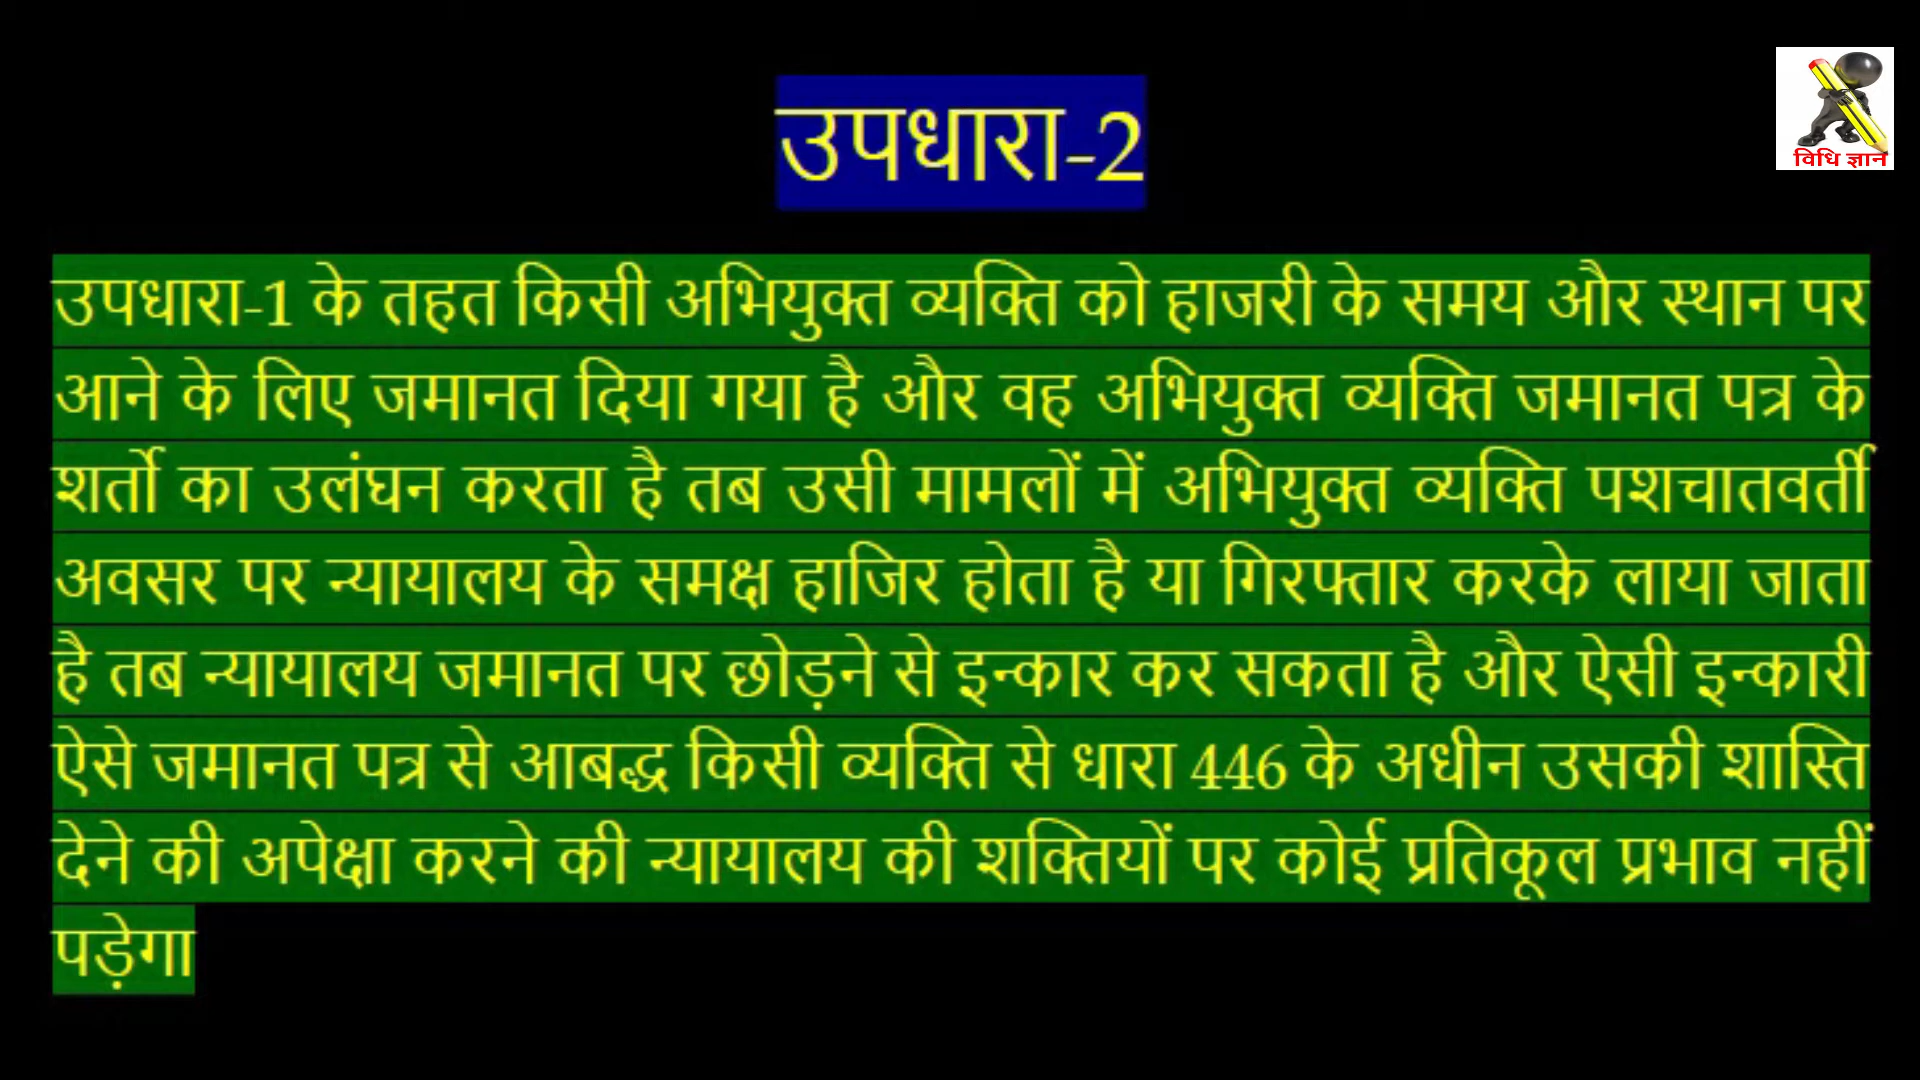 उपधारा-2
विधि ज्ञान
उपधारा-1 के तहत किसी अभियुक्त व्यक्ति को हाजरी के समय और स्थान पर
आने के लिए जमानत दिया गया है और वह अभियुक्त व्यक्ति जमानत पत्र के
शर्तो का उलंघन करता है तब उसी मामलों में अभियुक्त व्यक्ति पशचातवर्ती
अवसर पर न्यायालय के समक्ष हाजिर होता है या गिरफ्तार करके लाया जाता
है तब न्यायालय जमानत पर छोड़ने से इन्कार कर सकता है और ऐसी इन्कारी
ऐसे जमानत पत्र से आबद्ध किसी व्यक्ति से धारा 446 के अधीन उसकी शास्ति
देने की अपेक्षा करने की न्यायालय की शक्तियों पर कोई प्रतिकूल प्रभाव नहीं
पड़ेगा